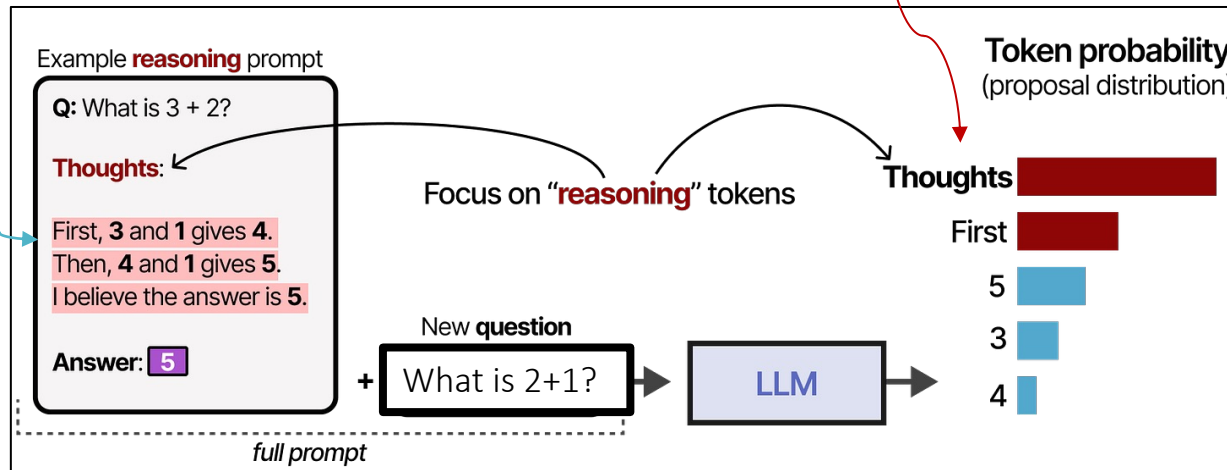 Example reasoning prompt
Q: What is 3 + 2?
Thoughts:
First, 3 and 1 gives 4.
Then, 4 and 1 gives 5.
I believe the answer is 5.
Answer: 5
+
New question
What is 2+1?
full prompt
Focus on “reasoning” tokens
LLM
Token probability
(proposal distribution)
Thoughts
First
5
3
4